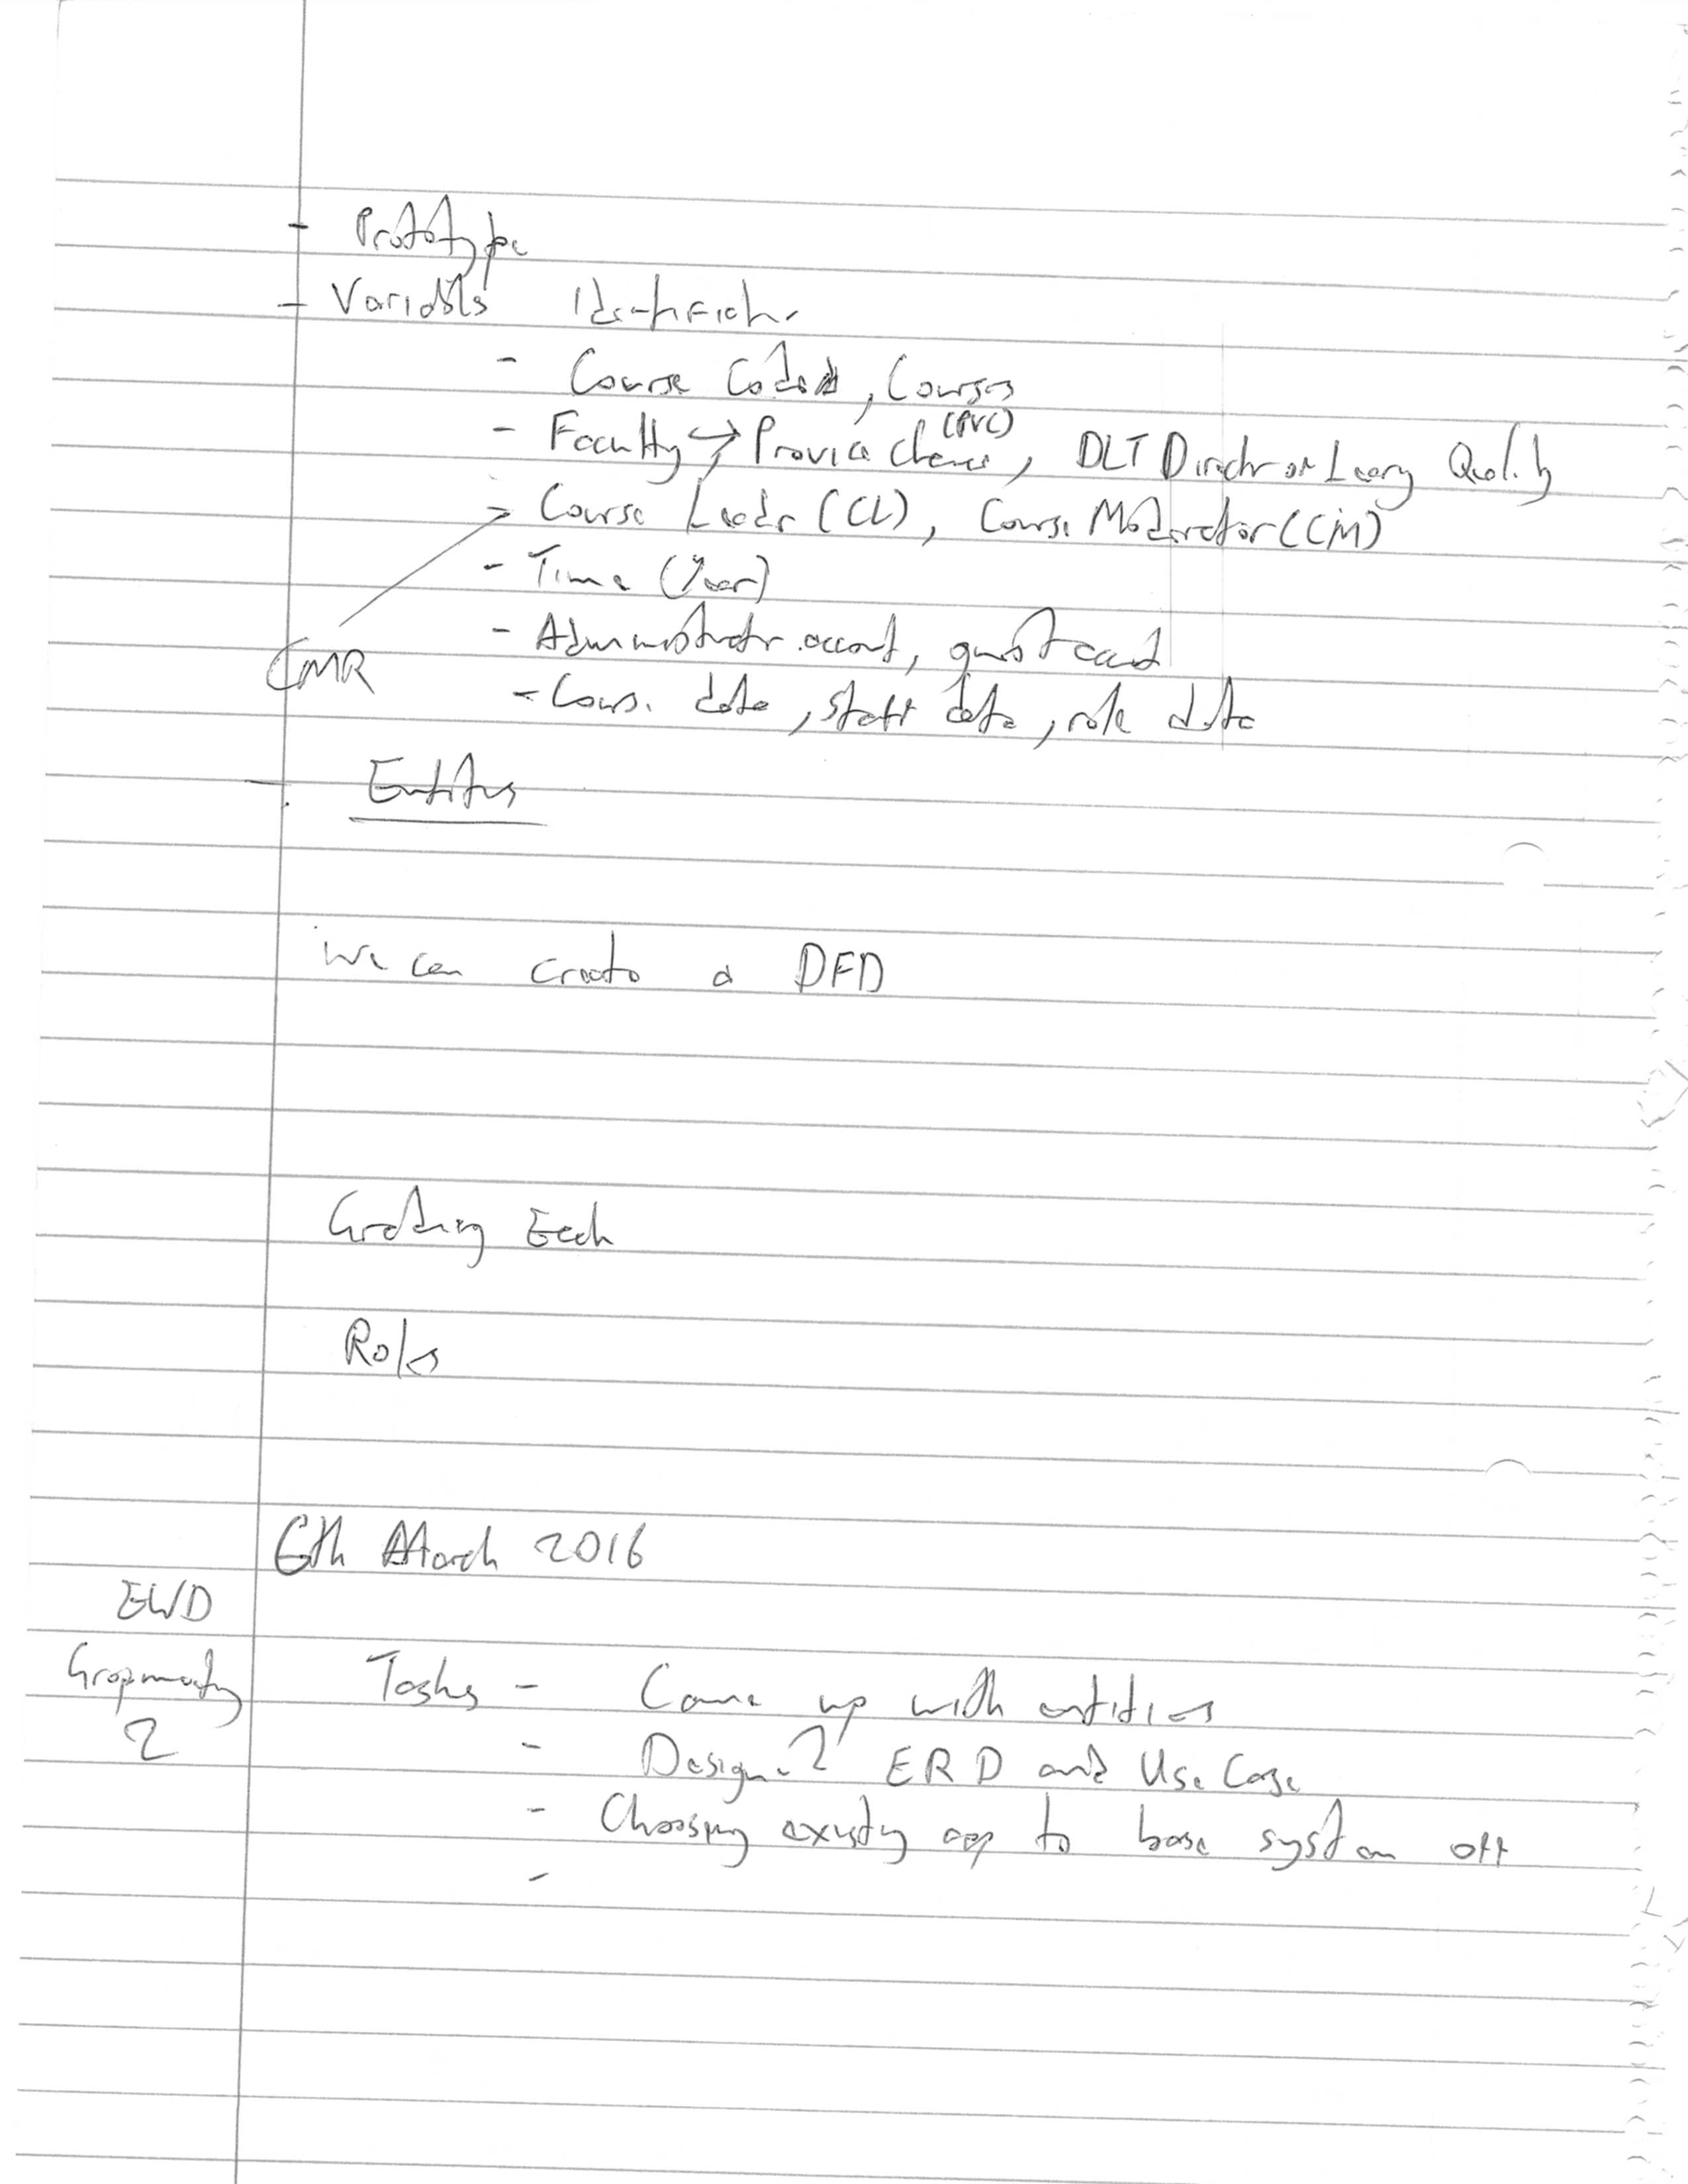 - Prototype
- Variables Identification
- Course Codes, Courses
- Faculty → Provice (PVC), DLT Director Learning Quality
- Course Leader (CL), Course Moderator (CM)
- Time (Year)
- Administrator account, guest account
CMR
- Course data, staff data, role data
- Entities
We can create a DFD
Grading Each
Roles
6th March 2016
EWD
Group meeting
2
Tasks - Come up with entities
- Design 2 ERD and Use Case
- Choosing existing app to base system off
-